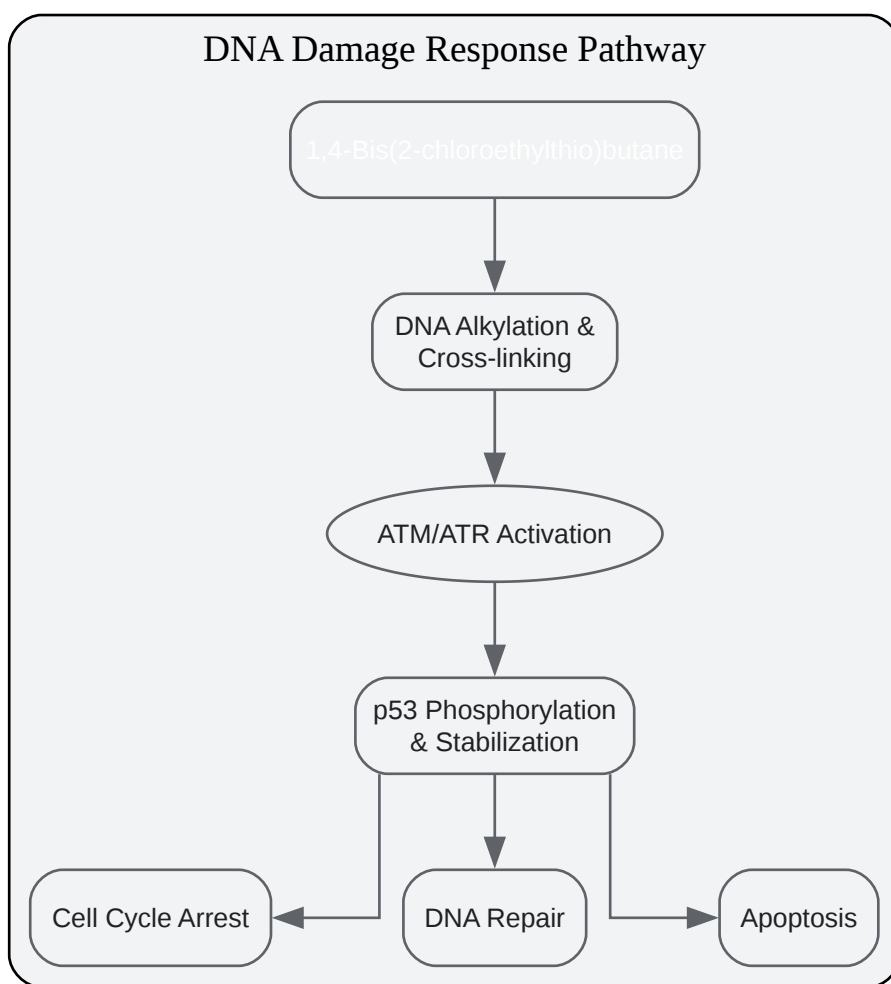 DNA Damage Response Pathway
1,4-Bis(2-chloroethylthio)butane
DNA Alkylation &
Cross-linking
ATM/ATR Activation
p53 Phosphorylation
& Stabilization
Cell Cycle Arrest
DNA Repair
Apoptosis